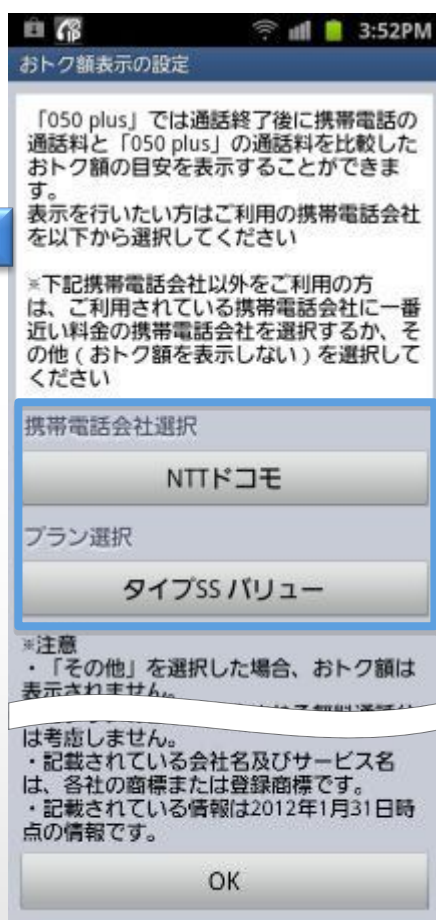 3:52PM
おトク額表示の設定
「050 plus」では通話終了後に携帯電話の
通話料と「050 plus」の通話料を比較した
おトク額の目安を表示することができま
す。
表示を行いたい方はご利用の携帯電話会社
を以下から選択してください
※下記携帯電話会社以外をご利用の方
は、ご利用されている携帯電話会社に一番
近い料金の携帯電話会社を選択するか、そ
の他 ( おトク額を表示しない ) を選択して
ください
携帯電話会社選択
NTTドコモ
プラン選択
タイプSS バリュー
※注意
・「その他」を選択した場合、おトク額は
表示されません。
は考慮しません。
・記載されている会社名及びサービス名
は、各社の商標または登録商標です。
・記載されている情報は2012年1月31日時
点の情報です。
OK